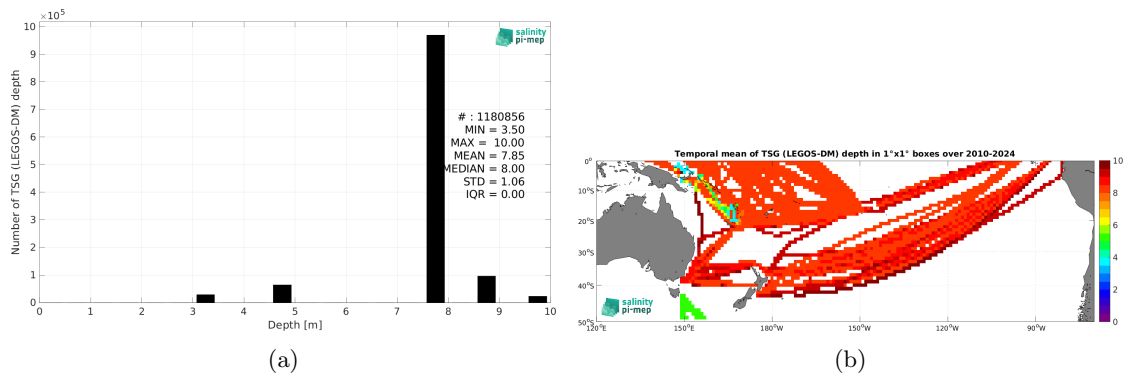 ×10⁵
10
9
8
7
6
5
4
3
2
1
0
Number of TSG (LEGOS-DM) depth
salinity
pi-mep
# : 1180856
MIN = 3.50
MAX = 10.00
MEAN = 7.85
MEDIAN = 8.00
STD = 1.06
IQR = 0.00
0 1 2 3 4 5 6 7 8 9 10
Depth [m]
(a)
Temporal mean of TSG (LEGOS-DM) depth in 1°x1° boxes over 2010-2024
0°
10°S
20°S
30°S
40°S
50°S
salinity
pi-mep
120°E 150°E 180°W 150°W 120°W 90°W
10
8
6
4
2
0
(b)